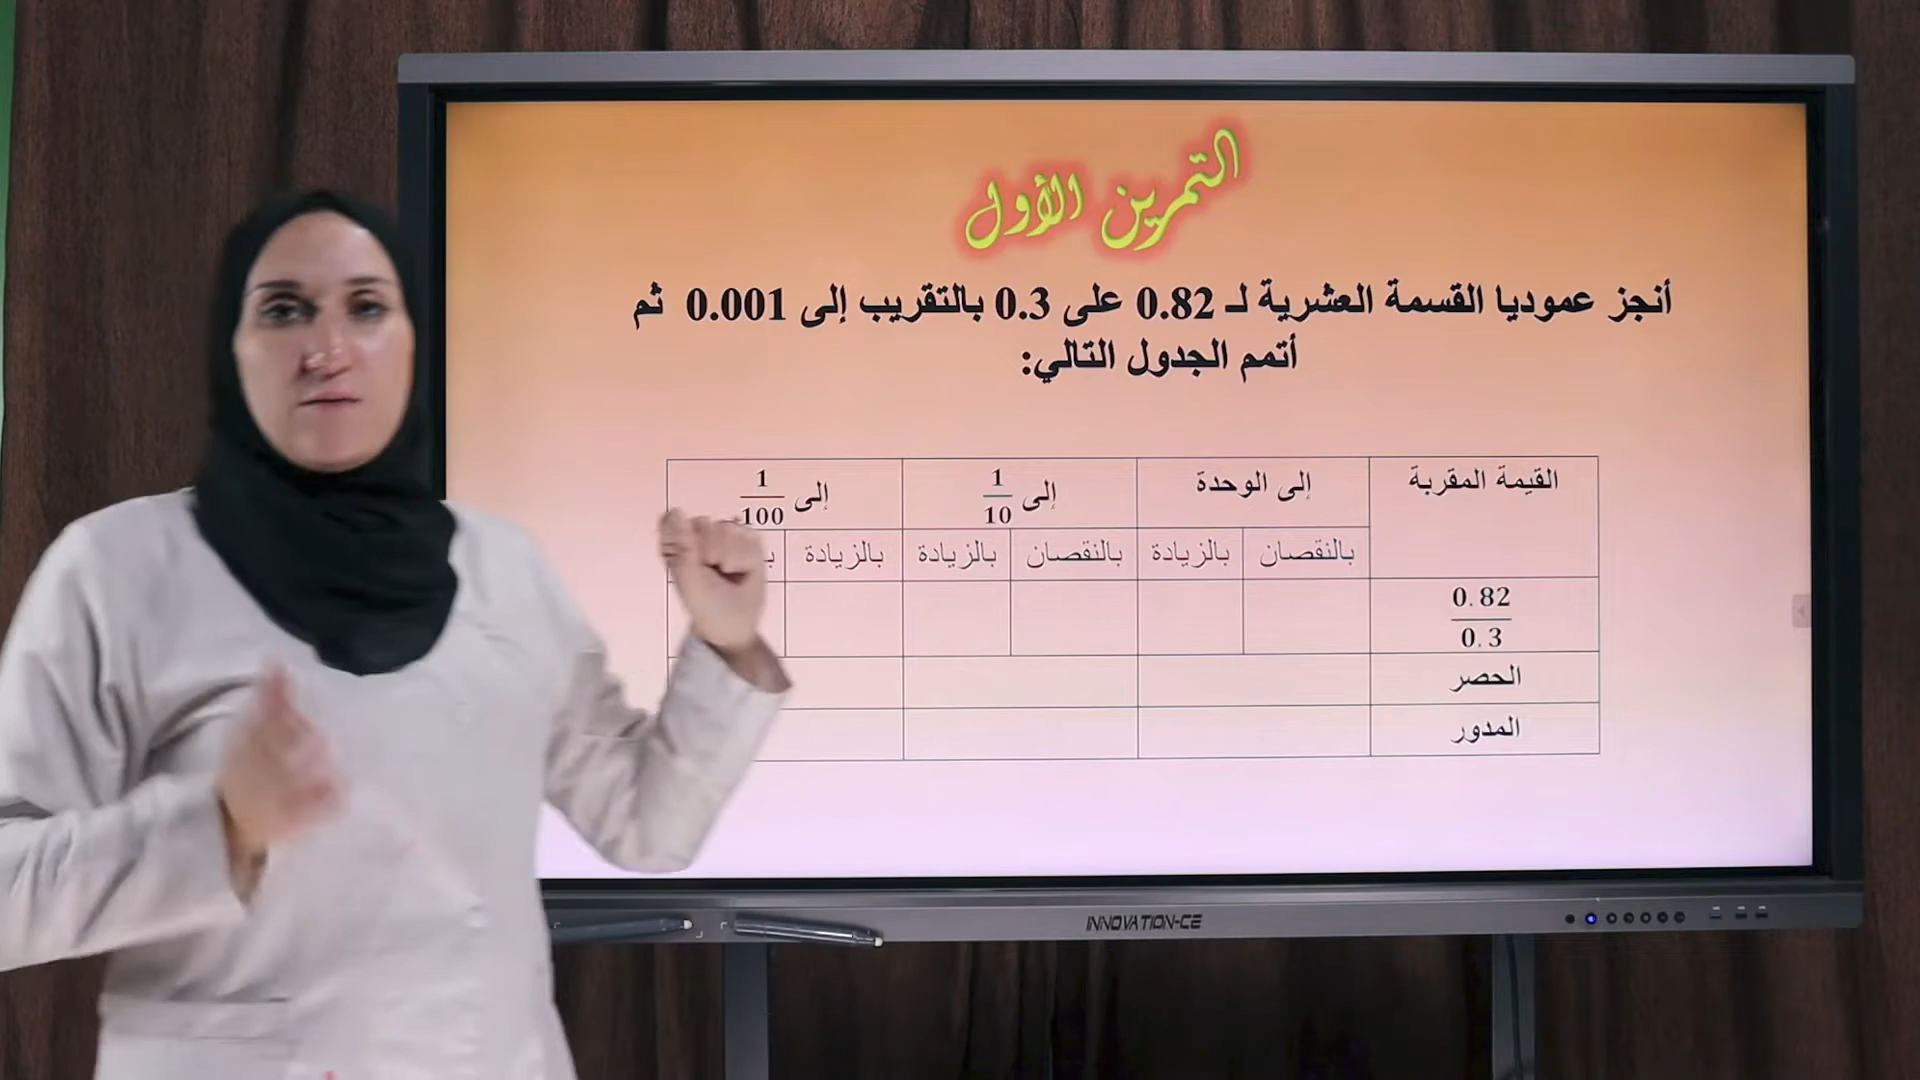 التمرين الأول
أنجز عموديا القسمة العشرية لـ 0.82 على 0.3 بالتقريب إلى 0.001 ثم
أتمم الجدول التالي:
القيمة المقربة إلى الوحدة إلى 1/10 إلى 1/100
بالنقصان بالزيادة بالنقصان بالزيادة بالزيادة
0.82/0.3
الحصر
المدور
INNOVATION-CE